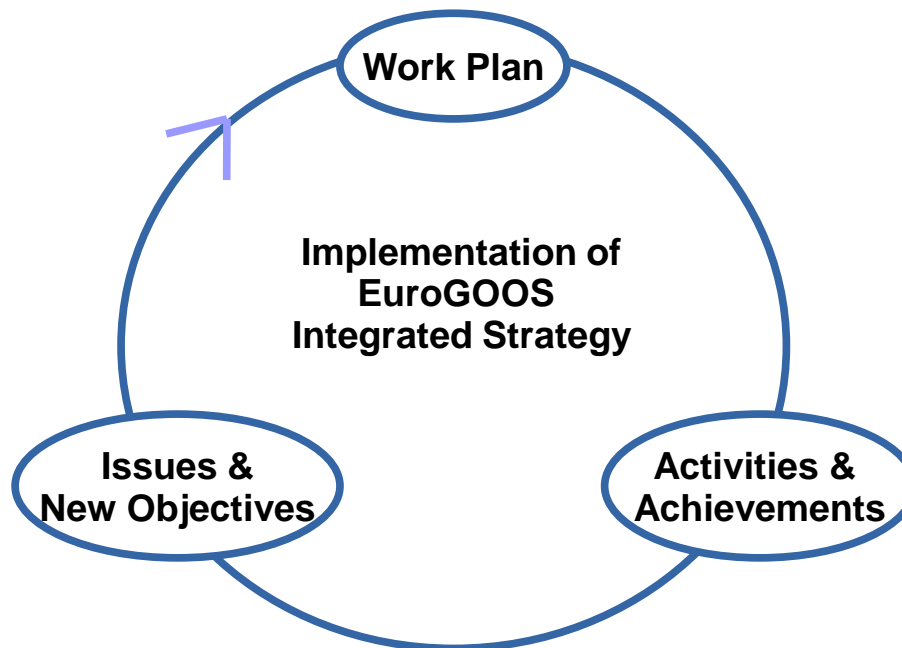 Work Plan
Implementation of
EuroGOOS
Integrated Strategy
Issues &
New Objectives
Activities &
Achievements